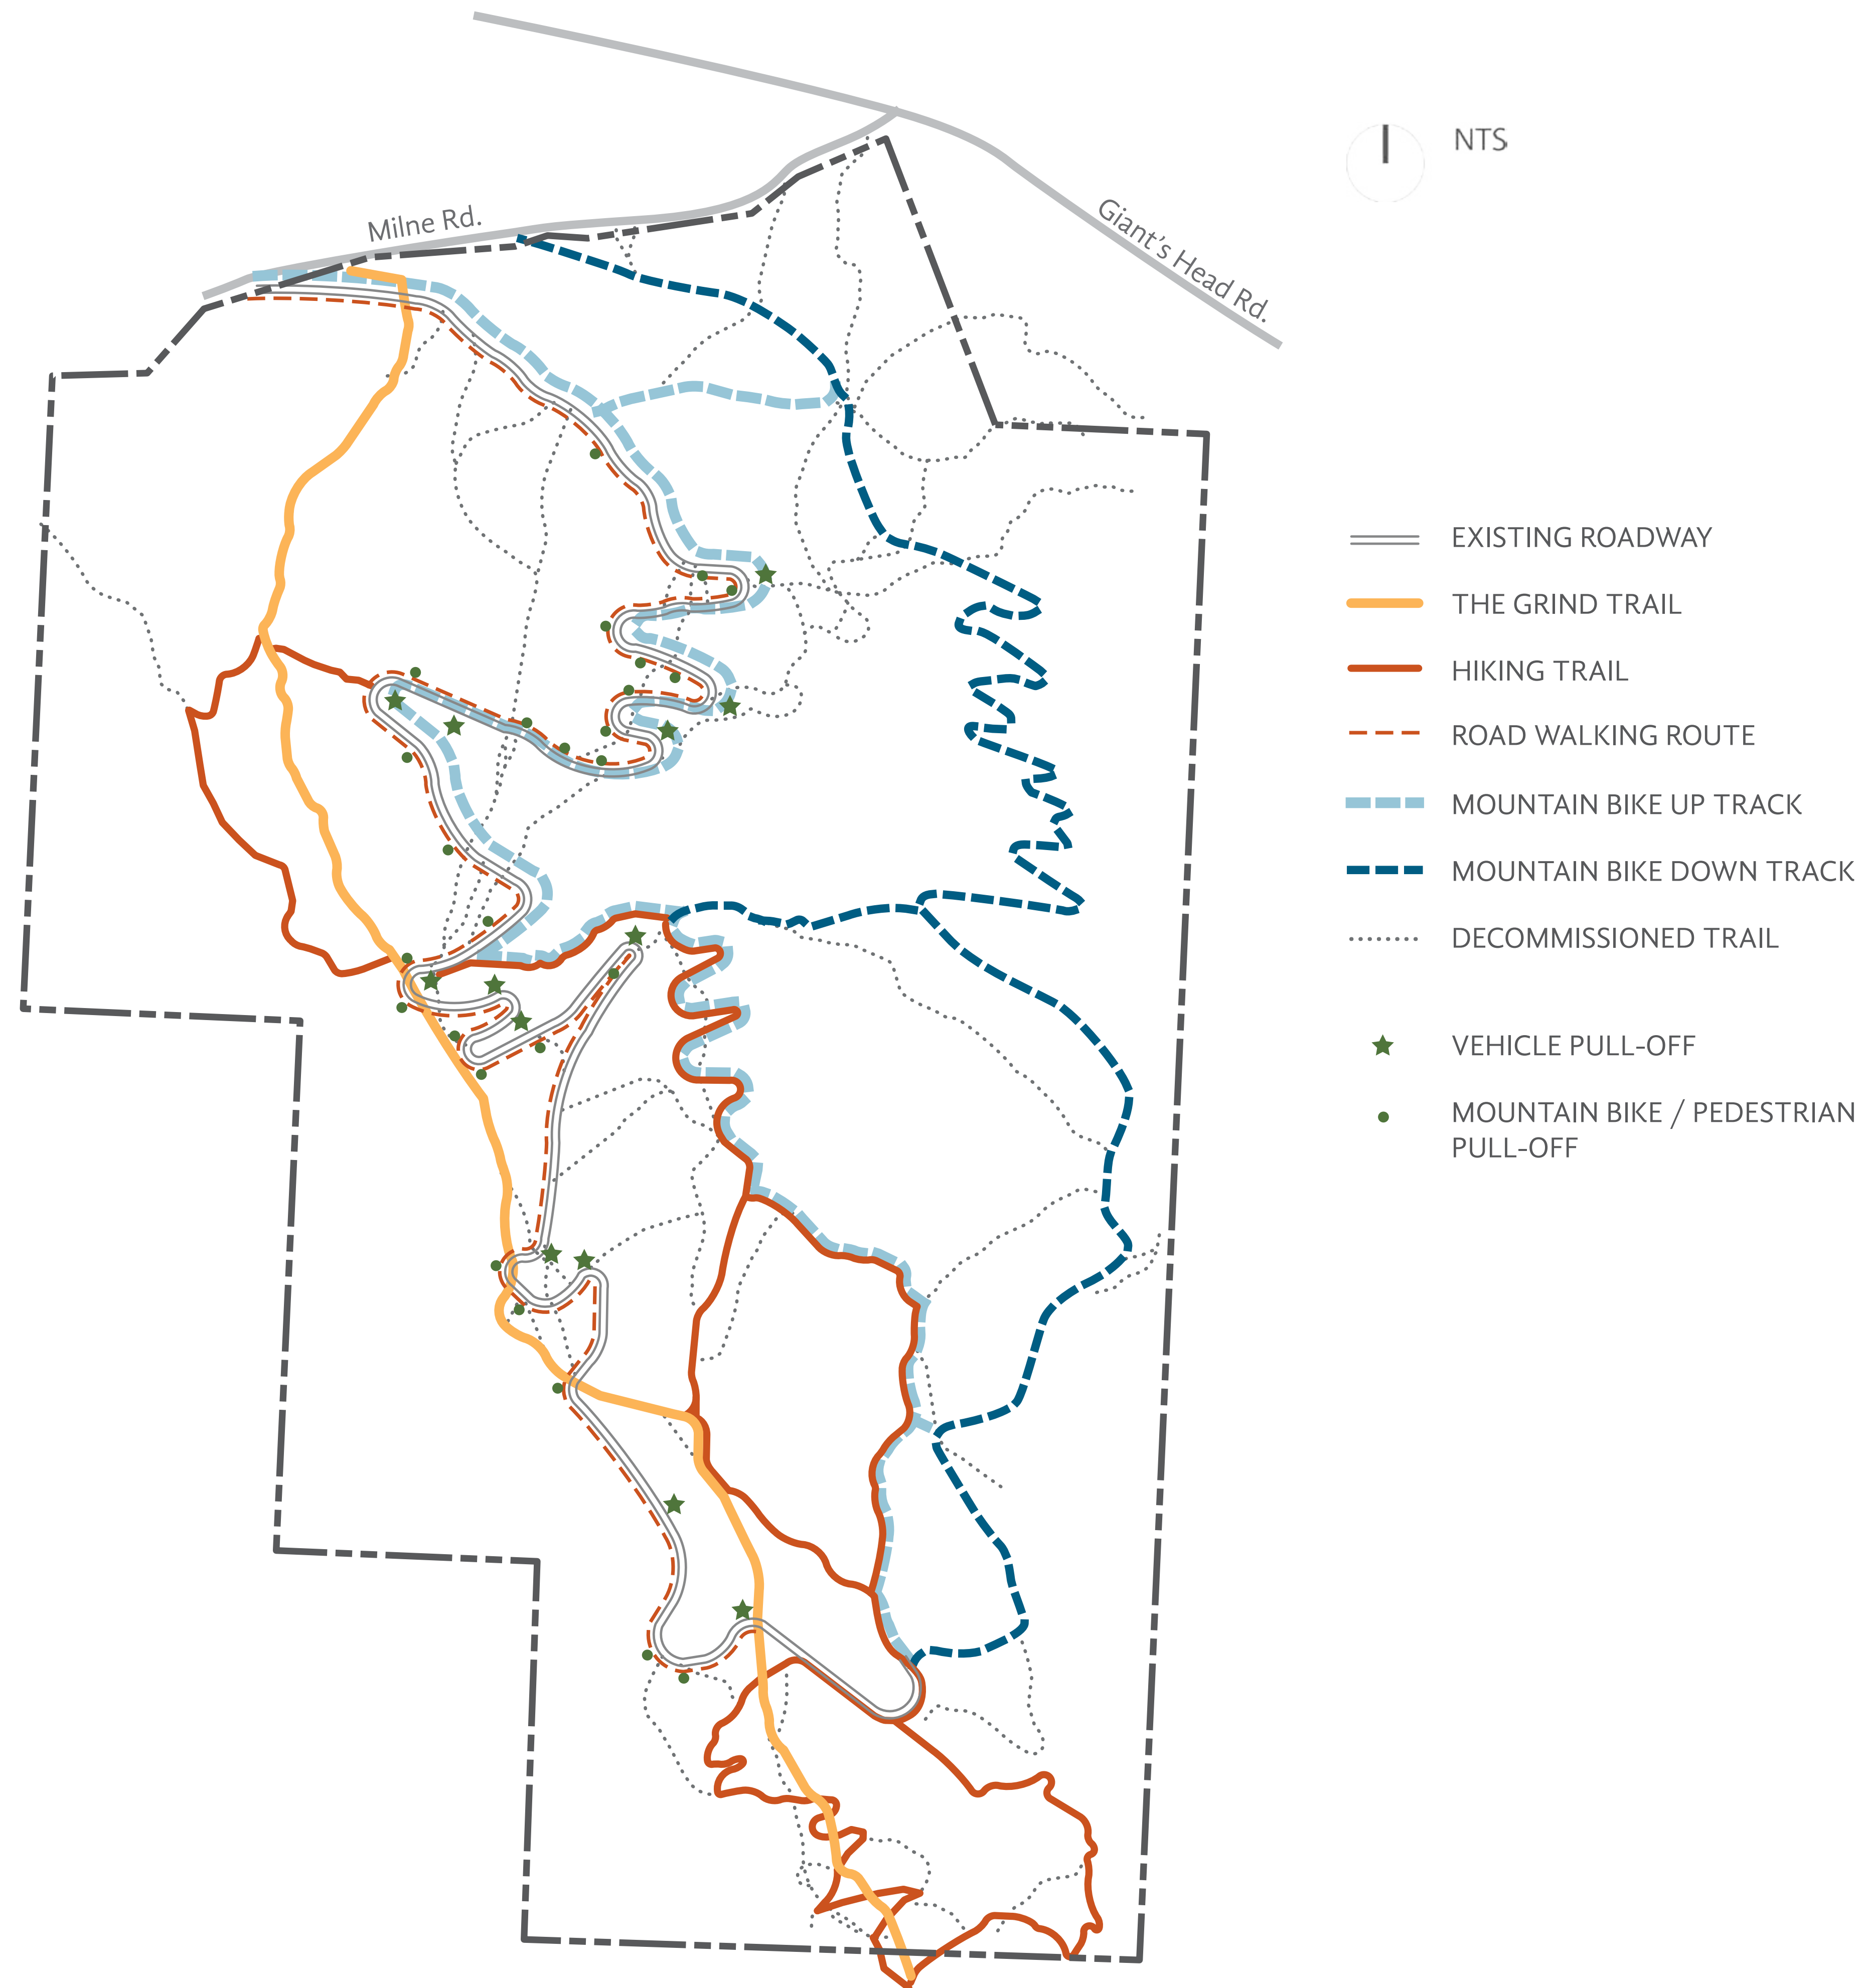 Milne Rd.
Giant's Head Rd.
NTS
EXISTING ROADWAY
THE GRIND TRAIL
HIKING TRAIL
ROAD WALKING ROUTE
MOUNTAIN BIKE UP TRACK
MOUNTAIN BIKE DOWN TRACK
DECOMMISSIONED TRAIL
VEHICLE PULL-OFF
MOUNTAIN BIKE / PEDESTRIAN
PULL-OFF